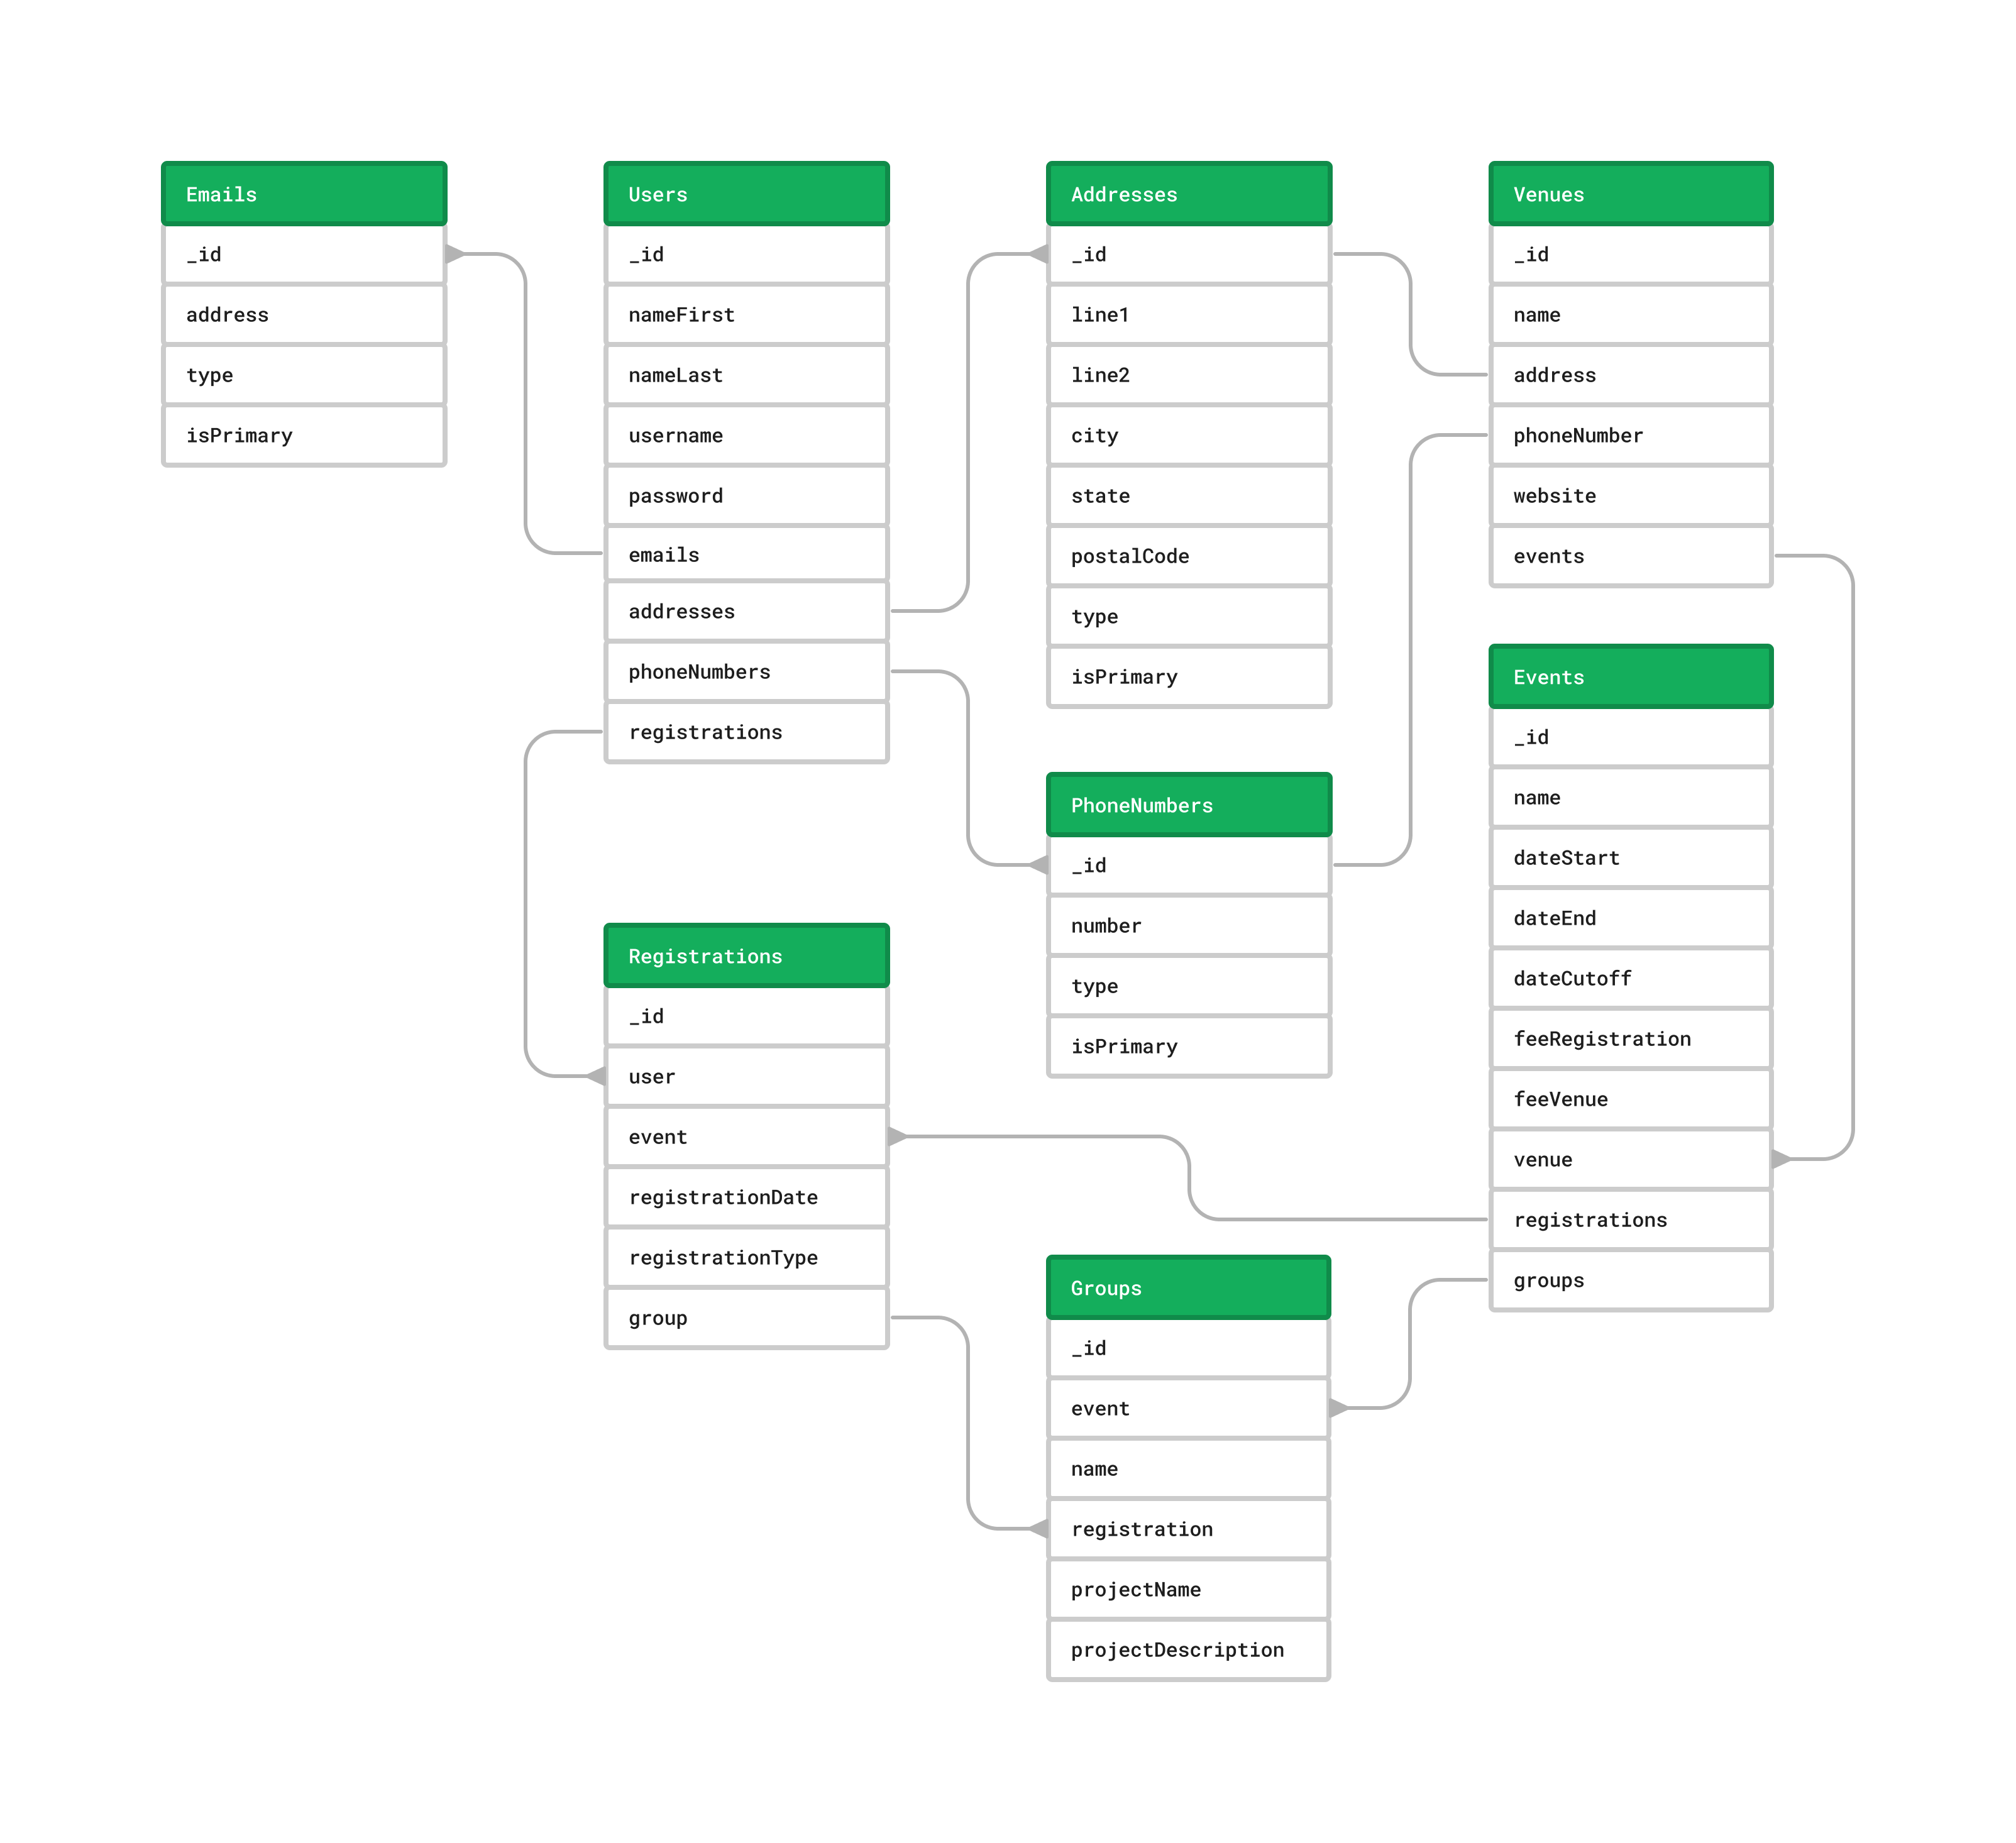 Emails
_id
address
type
isPrimary
Users
_id
nameFirst
nameLast
username
password
emails
addresses
phoneNumbers
registrations
Addresses
_id
line1
line2
city
state
postalCode
type
isPrimary
Venues
_id
name
address
phoneNumber
website
events
Events
_id
name
dateStart
dateEnd
dateCutoff
feeRegistration
feeVenue
venue
registrations
groups
PhoneNumbers
_id
number
type
isPrimary
Registrations
_id
user
event
registrationDate
registrationType
group
Groups
_id
event
name
registration
projectName
projectDescription